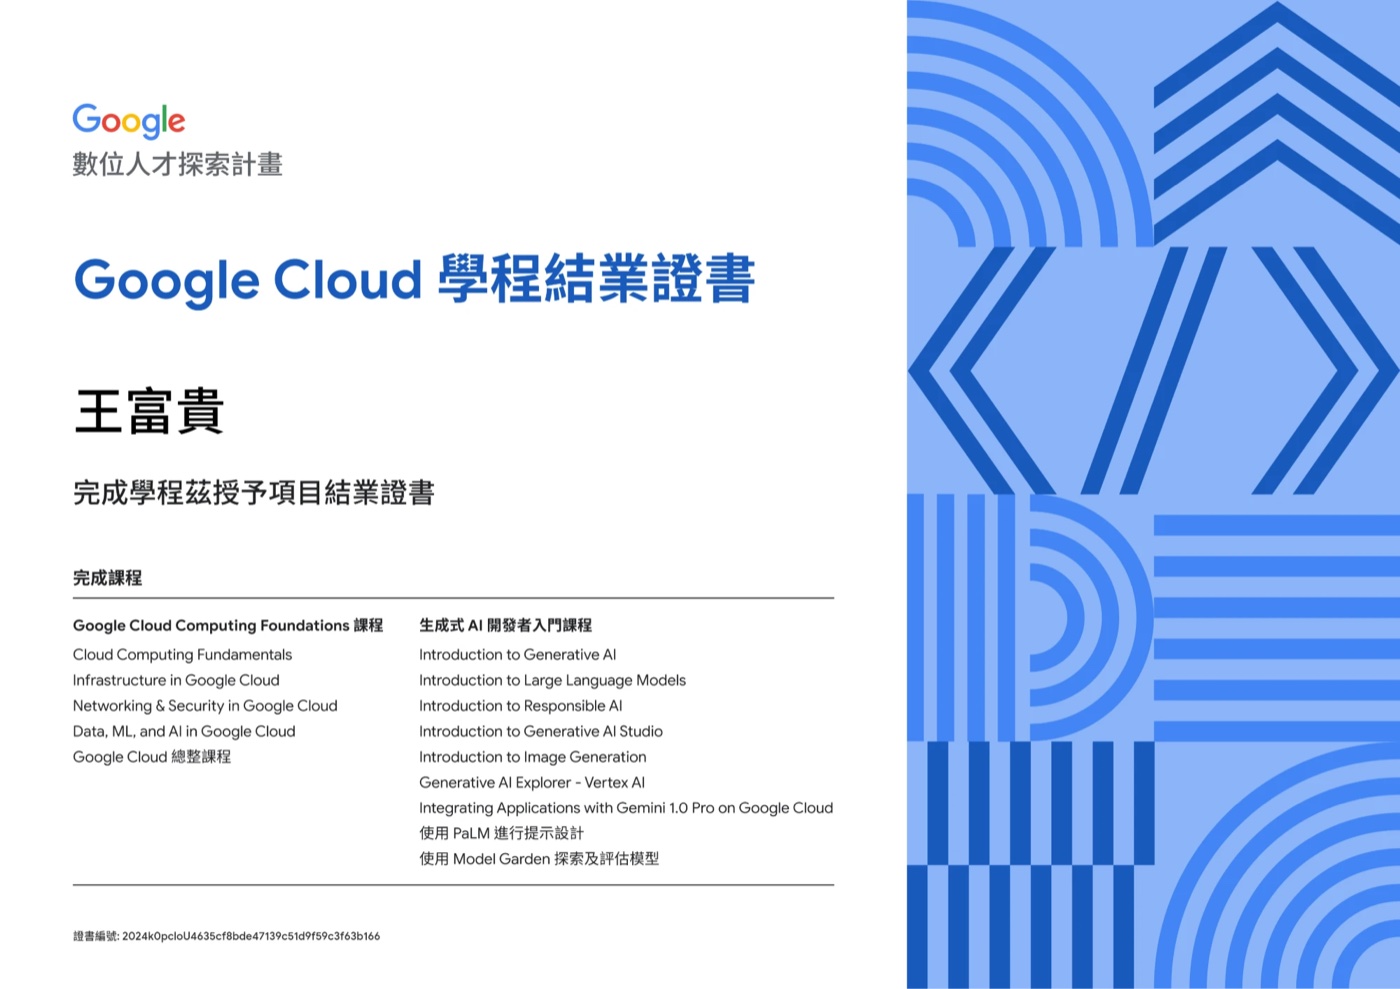 Google
數位人才探索計畫
Google Cloud 學程結業證書
王富貴
完成學程茲授予項目結業證書
完成課程
Google Cloud Computing Foundations 課程
Cloud Computing Fundamentals
Infrastructure in Google Cloud
Networking & Security in Google Cloud
Data, ML, and AI in Google Cloud
Google Cloud 總整課程
生成式 AI 開發者入門課程
Introduction to Generative AI
Introduction to Large Language Models
Introduction to Responsible AI
Introduction to Generative AI Studio
Introduction to Image Generation
Generative AI Explorer - Vertex AI
Integrating Applications with Gemini 1.0 Pro on Google Cloud
使用 PaLM 進行提示設計
使用 Model Garden 探索及評估模型
證書編號: 2024k0pcloU4635cf8bde47139c51d9f59c3f63b166